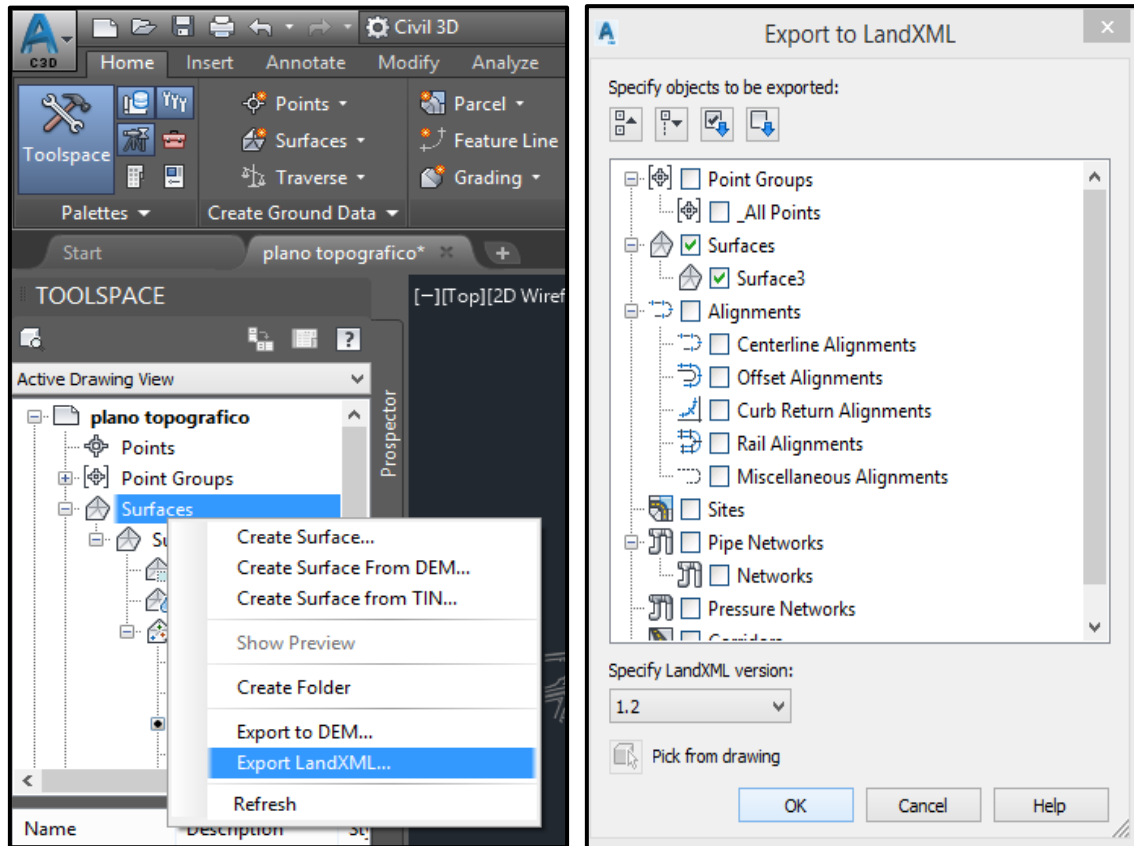 Civil 3D
C3D
Home Insert Annotate Modify Analyze
Toolspace
Points
Surfaces
Traverse
Parcel
Feature Line
Grading
Palettes
Create Ground Data
Start
plano topografico*
TOOLSPACE
[−][Top][2D
Active Drawing View
Prospector
plano topografico
Points
Point Groups
Surfaces
Create Surface...
Create Surface From DEM...
Create Surface from TIN...
Show Preview
Create Folder
Export to DEM...
Export LandXML...
Refresh
Name Description
Export to LandXML
Specify objects to be exported:
Point Groups
_All Points
Surfaces
Surface3
Alignments
Centerline Alignments
Offset Alignments
Curb Return Alignments
Rail Alignments
Miscellaneous Alignments
Sites
Pipe Networks
Networks
Pressure Networks
Corridors
Specify LandXML version:
1.2
Pick from drawing
OK Cancel Help